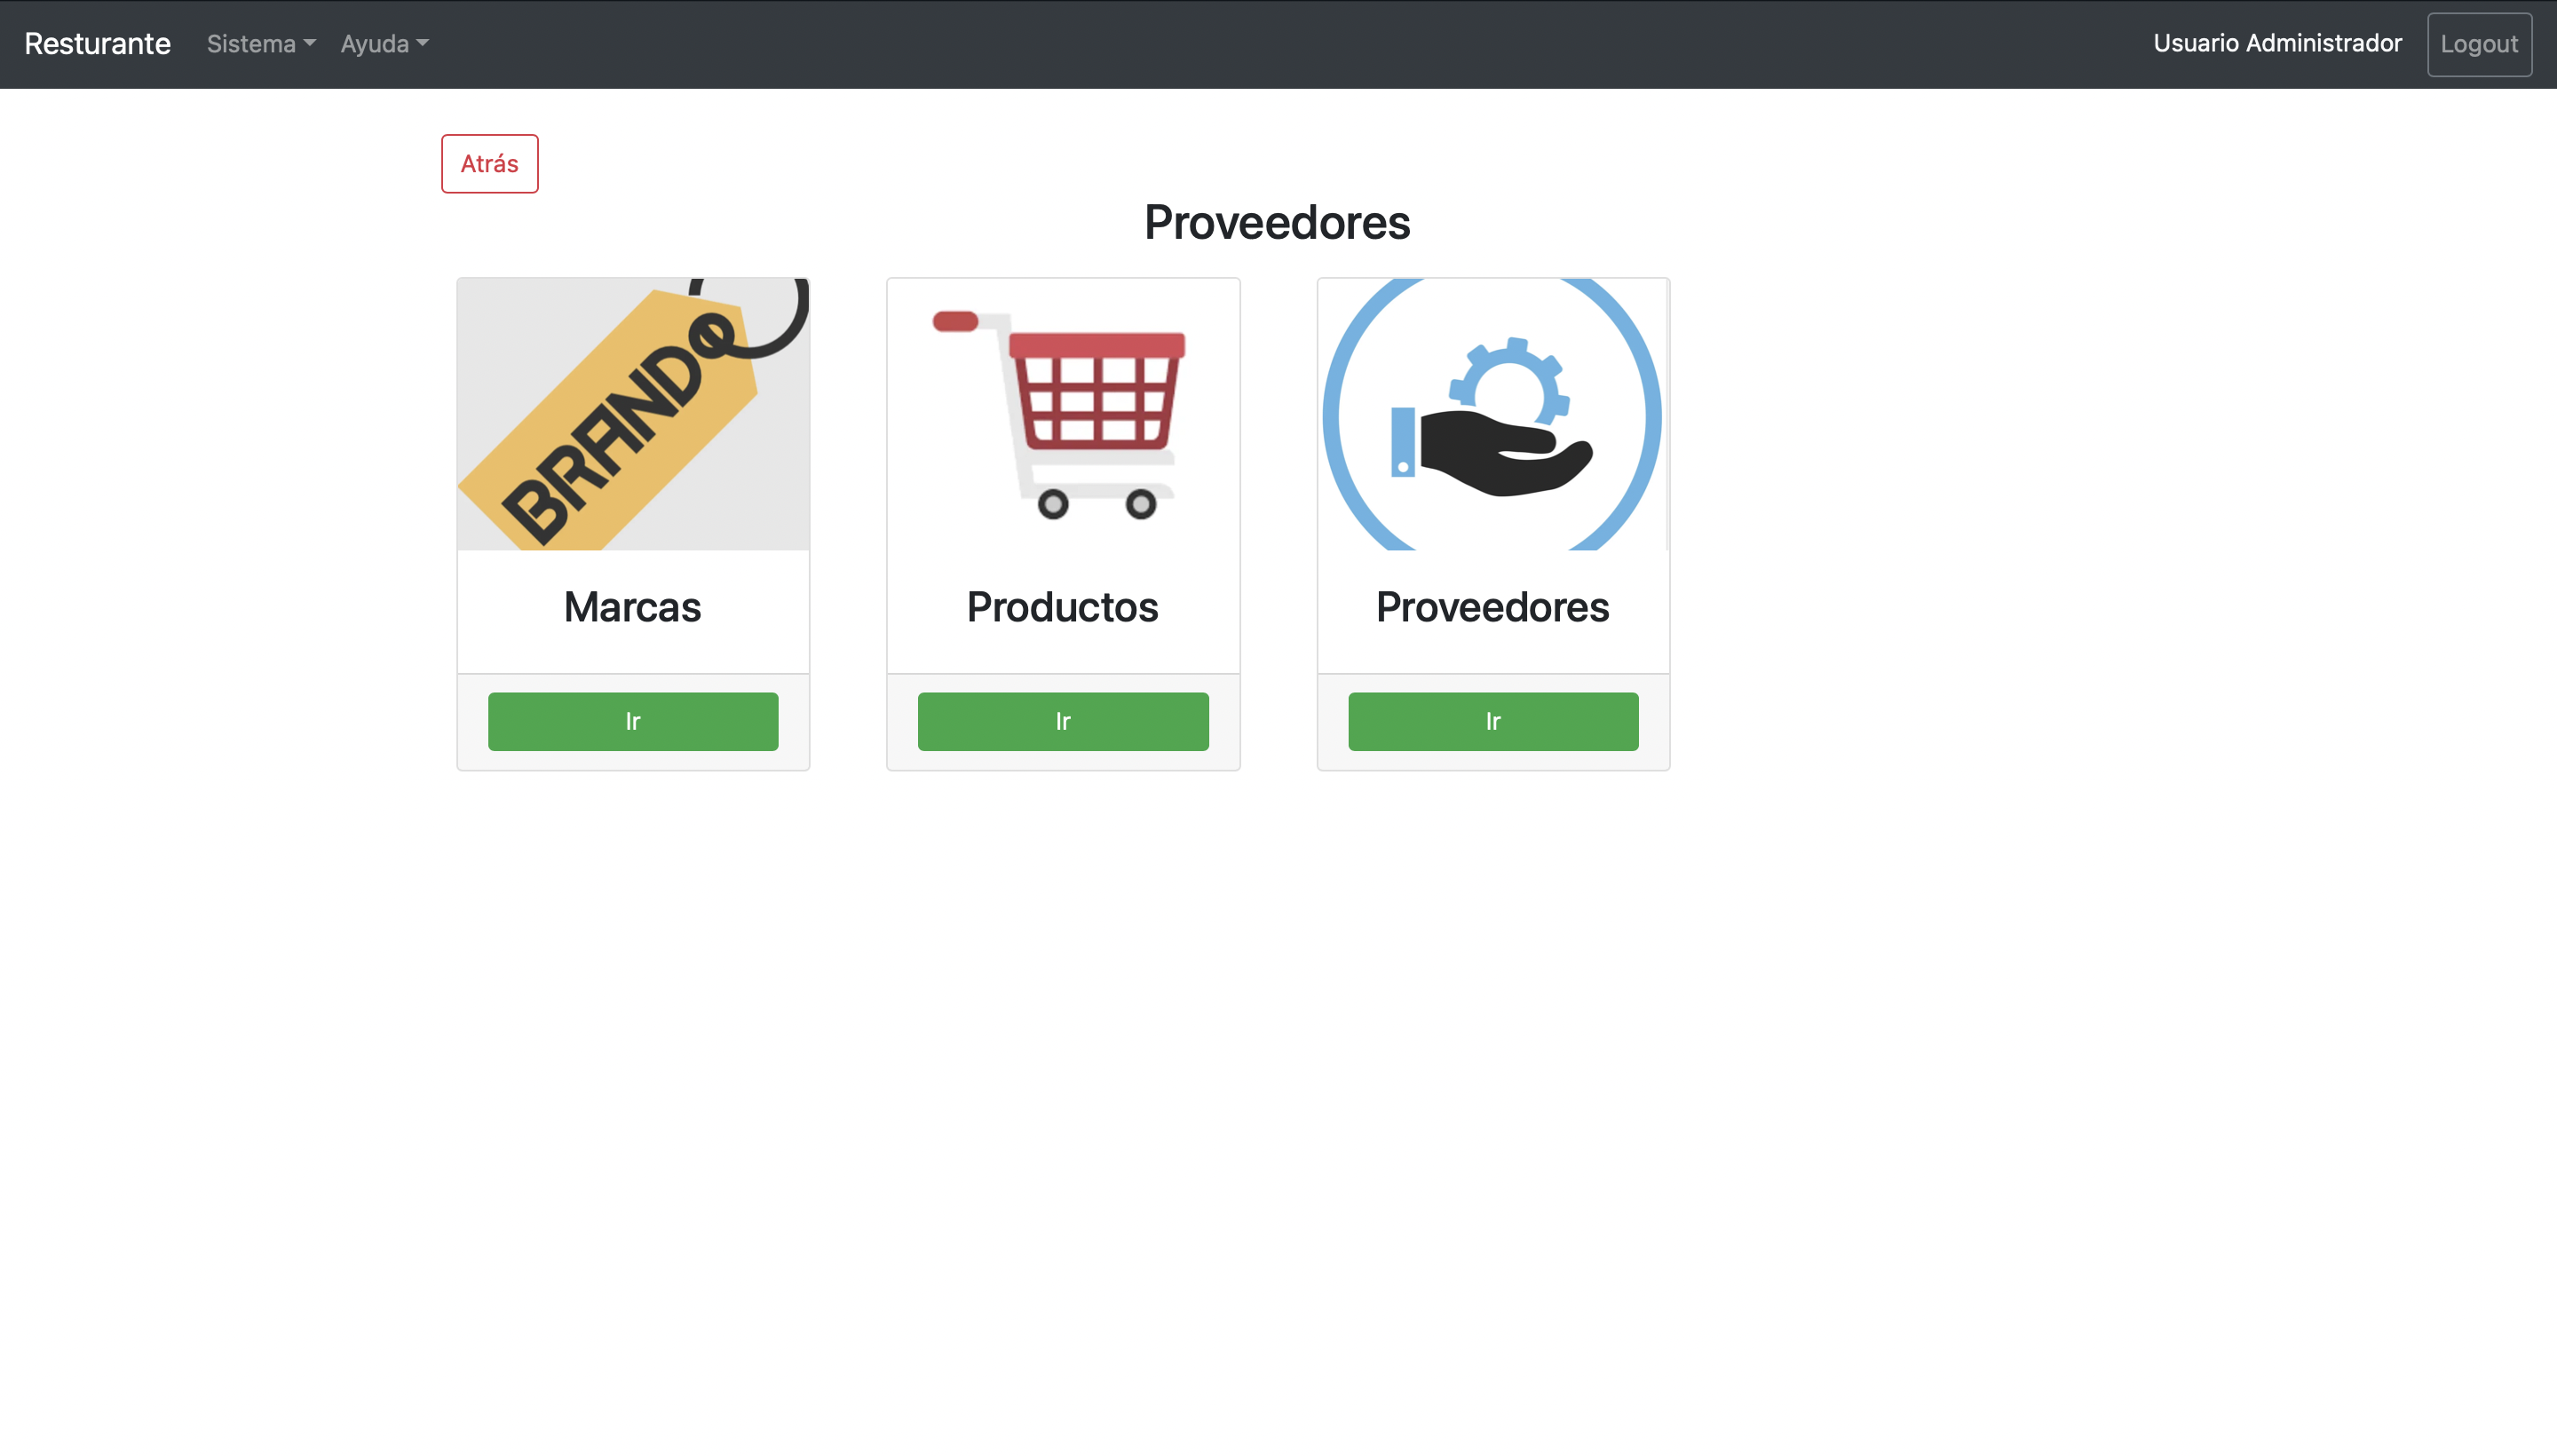 Resturante Sistema Ayuda Usuario Administrador Logout
Atrás
Proveedores
BRAND
Marcas Productos Proveedores
Ir Ir Ir